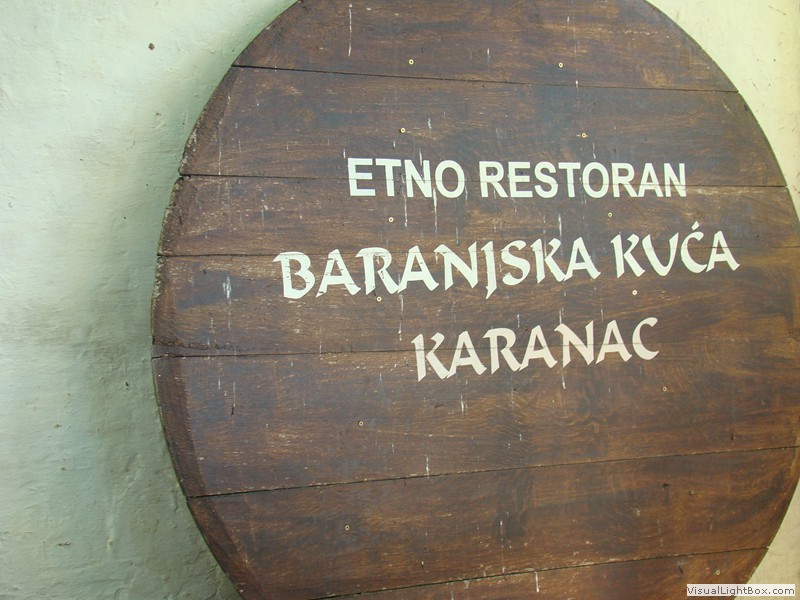 ETNO RESTORAN
BARANJSKA KUĆA
KARANAC
VisualLightBox.com